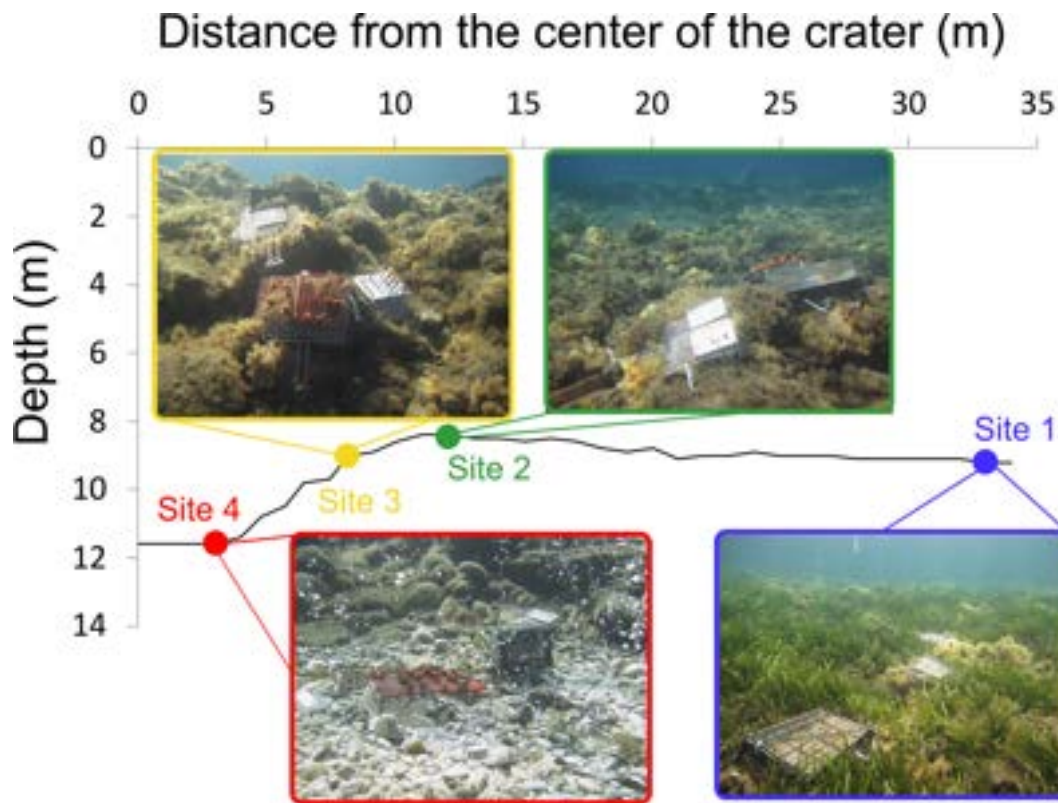 Distance from the center of the crater (m)
0 5 10 15 20 25 30 35
Depth (m)
0
2
4
6
8
10
12
14
Site 1
Site 2
Site 3
Site 4